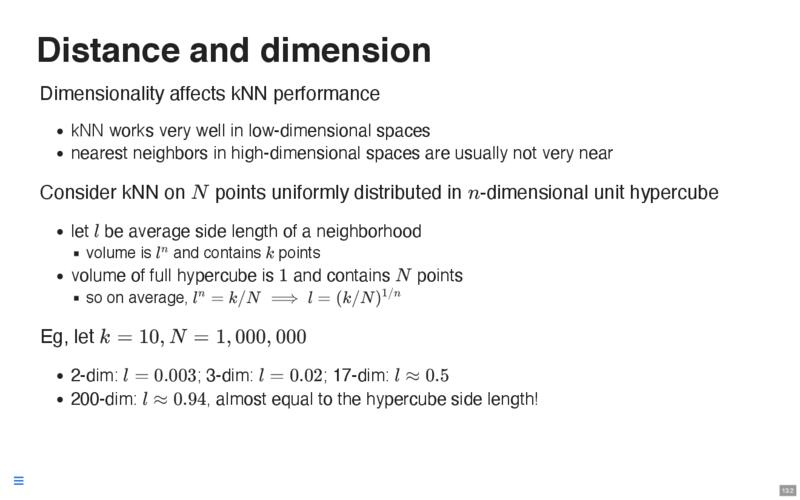 Distance and dimension
Dimensionality affects kNN performance
• kNN works very well in low-dimensional spaces
• nearest neighbors in high-dimensional spaces are usually not very near
Consider kNN on N points uniformly distributed in n-dimensional unit hypercube
• let l be average side length of a neighborhood
▪ volume is lⁿ and contains k points
• volume of full hypercube is 1 and contains N points
▪ so on average, lⁿ = k/N ⟹ l = (k/N)^{1/n}
Eg, let k = 10, N = 1,000,000
• 2-dim: l = 0.003; 3-dim: l = 0.02; 17-dim: l ≈ 0.5
• 200-dim: l ≈ 0.94, almost equal to the hypercube side length!
13.2